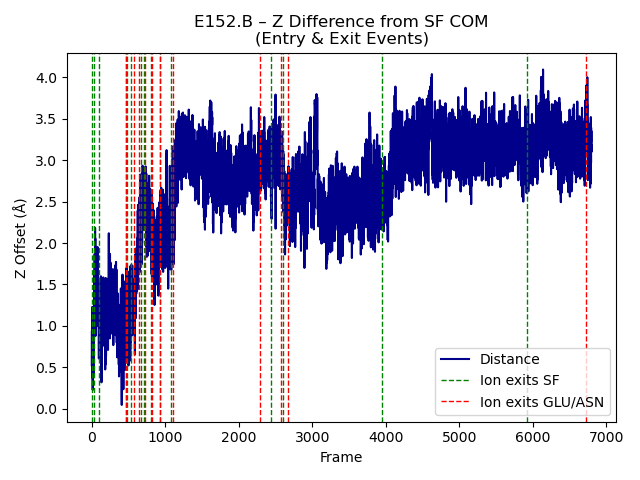 E152.B – Z Difference from SF COM
(Entry & Exit Events)
Z Offset (Å)
4.0
3.5
3.0
2.5
2.0
1.5
1.0
0.5
0.0
0 1000 2000 3000 4000 5000 6000 7000
Frame
Distance
Ion exits SF
Ion exits GLU/ASN